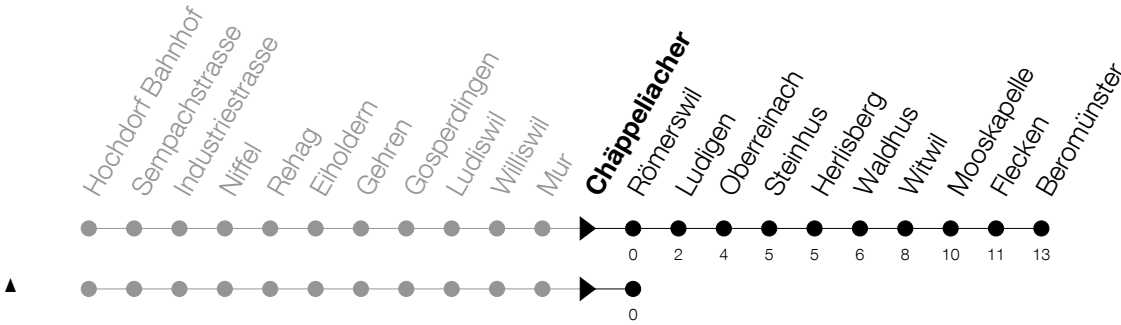 Hochdorf Bahnhof
Sempachstrasse
Industriestrasse
Niffel
Rehag
Eiholdern
Gehren
Gosperdingen
Ludiswil
Williswil
Mur
Chäppeliacher
Römerswil
Ludigen
Oberreinach
Steinhus
Herlisberg
Waldhus
Witwil
Mooskapelle
Flecken
Beromünster
0 2 4 5 5 6 8 10 11 13
0